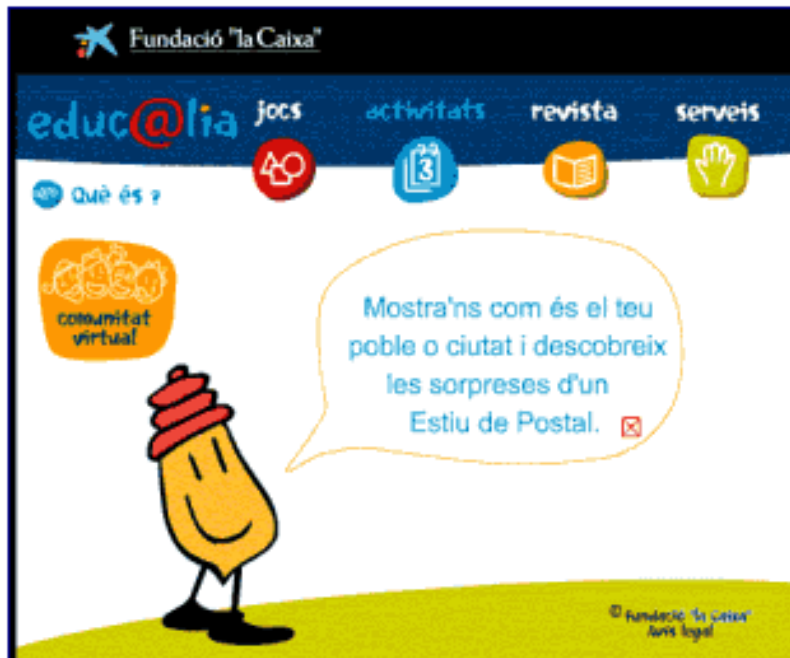 Fundació "la Caixa"
educ@lia
jocs
activitats
revista
serveis
3
Què és ?
comunitat
virtual
Mostra'ns com és el teu
poble o ciutat i descobreix
les sorpreses d'un
Estiu de Postal.
© Fundació "la Caixa"
Avís legal